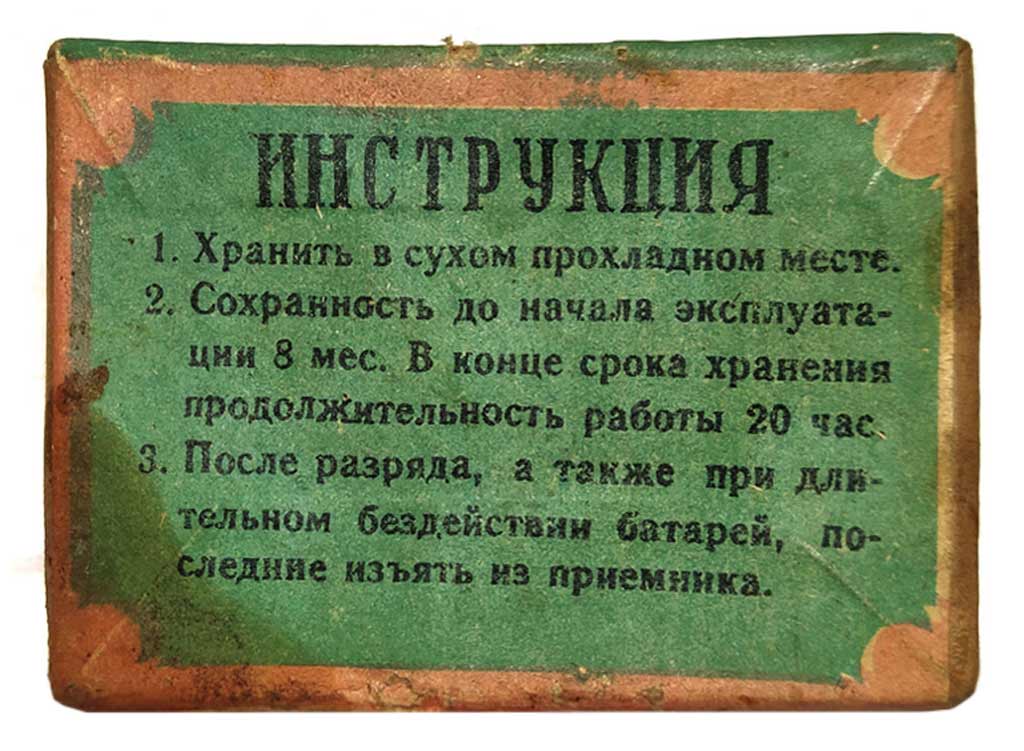 ИНСТРУКЦИЯ
1. Хранить в сухом прохладном месте.
2. Сохранность до начала эксплуата-
ции 8 мес. В конце срока хранения
продолжительность работы 20 час.
3. После разряда, а также при дли-
тельном бездействии батарей, по-
следние изъять из приемника.